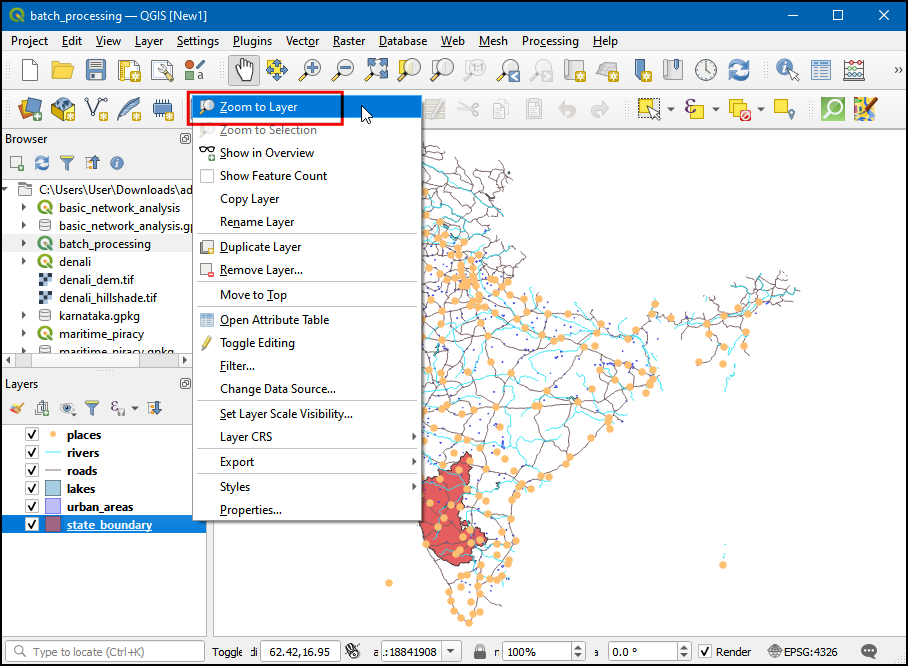 batch_processing — QGIS [New1]
Project Edit View Layer Settings Plugins Vector Raster Database Web Mesh Processing Help
Zoom to Layer
Zoom to Selection
Show in Overview
Show Feature Count
Copy Layer
Rename Layer
Duplicate Layer
Remove Layer...
Move to Top
Open Attribute Table
Toggle Editing
Filter...
Change Data Source...
Set Layer Scale Visibility...
Layer CRS
Export
Styles
Properties...
Browser
C:\Users\User\Downloads\ad
basic_network_analysis
basic_network_analysis.gp
batch_processing
denali
denali_dem.tif
denali_hillshade.tif
karnataka.gpkg
maritime_piracy
maritime_piracy.gpkg
Layers
places
rivers
roads
lakes
urban_areas
state_boundary
Type to locate (Ctrl+K) Toggle di 62.42,16.95 a .:18841908 100% a 0.0 ° Render EPSG:4326